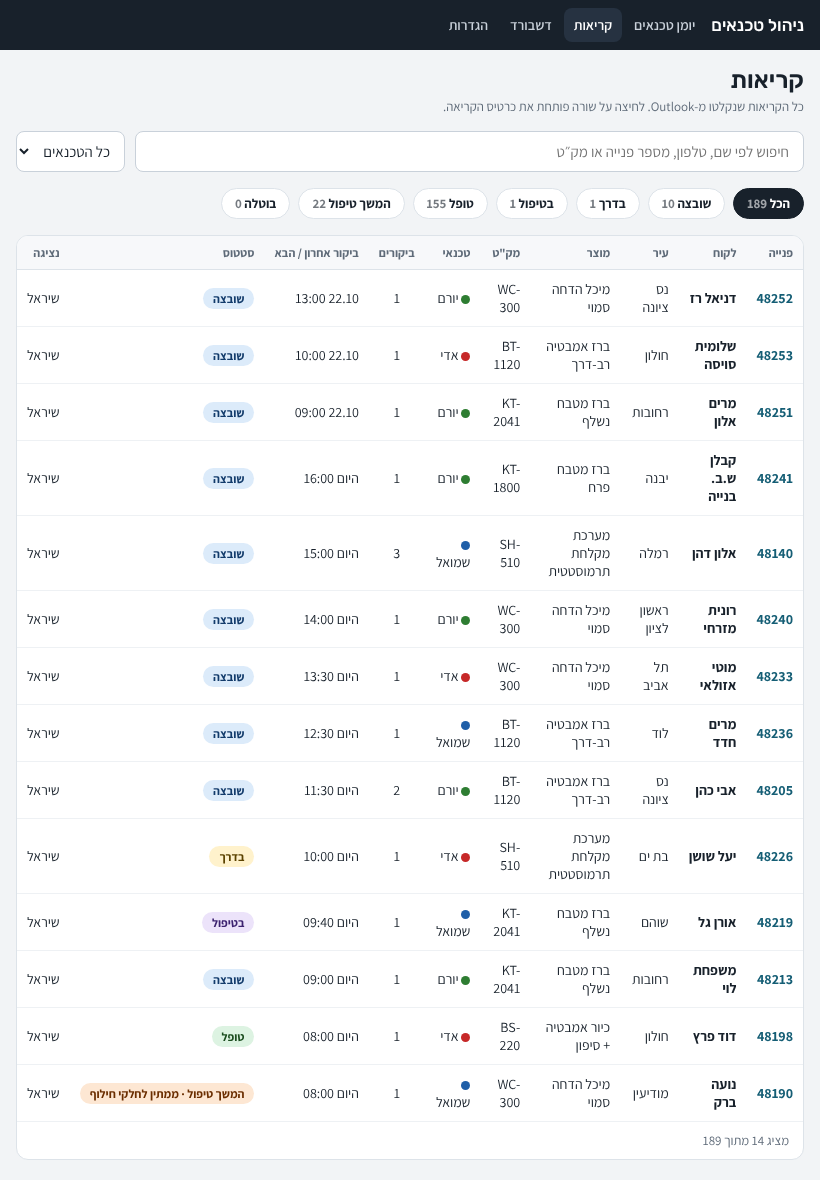 ניהול טכנאים יומן טכנאים קריאות דשבורד הגדרות
קריאות
כל הקריאות שנקלטו מ-Outlook. לחיצה על שורה פותחת את כרטיס הקריאה.
חיפוש לפי שם, טלפון, מספר פנייה או מק״ט כל הטכנאים
הכל 189 שובצה 10 בדרך 1 בטיפול 1 טופל 155 המשך טיפול 22 בוטלה 0
פנייה לקוח עיר מוצר מק"ט טכנאי ביקורים ביקור אחרון / הבא סטטוס נציגה
48252 דניאל רז נס ציונה מיכל הדחה סמוי WC-300 יורם 1 22.10 13:00 שובצה שיראל
48253 שלומית סויסה חולון ברז אמבטיה רב-דרך BT-1120 אדי 1 22.10 10:00 שובצה שיראל
48251 מרים אלון רחובות ברז מטבח נשלף KT-2041 יורם 1 22.10 09:00 שובצה שיראל
48241 קבלן ש.ב. בנייה יבנה ברז מטבח פרח KT-1800 יורם 1 היום 16:00 שובצה שיראל
48140 אלון דהן רמלה מערכת מקלחת תרמוסטטית SH-510 שמואל 3 היום 15:00 שובצה שיראל
48240 רונית מזרחי ראשון לציון מיכל הדחה סמוי WC-300 יורם 1 היום 14:00 שובצה שיראל
48233 מוטי אזולאי תל אביב מיכל הדחה סמוי WC-300 אדי 1 היום 13:30 שובצה שיראל
48236 מרים חדד לוד ברז אמבטיה רב-דרך BT-1120 שמואל 1 היום 12:30 שובצה שיראל
48205 אבי כהן נס ציונה ברז אמבטיה רב-דרך BT-1120 יורם 2 היום 11:30 שובצה שיראל
48226 יעל שושן בת ים מערכת מקלחת תרמוסטטית SH-510 אדי 1 היום 10:00 בדרך שיראל
48219 אורן גל שוהם ברז מטבח נשלף KT-2041 שמואל 1 היום 09:40 בטיפול שיראל
48213 משפחת לוי רחובות ברז מטבח נשלף KT-2041 יורם 1 היום 09:00 שובצה שיראל
48198 דוד פרץ חולון כיור אמבטיה + סיפון BS-220 אדי 1 היום 08:00 טופל שיראל
48190 נועה ברק מודיעין מיכל הדחה סמוי WC-300 שמואל 1 היום 08:00 המשך טיפול · ממתין לחלקי חילוף שיראל
מציג 14 מתוך 189